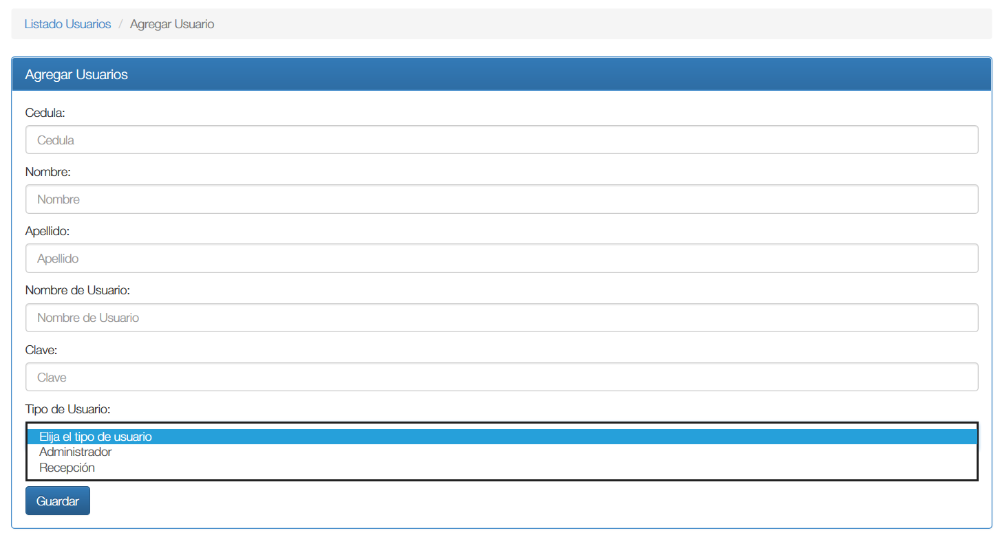 Listado Usuarios / Agregar Usuario
Agregar Usuarios
Cedula:
Cedula
Nombre:
Nombre
Apellido:
Apellido
Nombre de Usuario:
Nombre de Usuario
Clave:
Clave
Tipo de Usuario:
Elija el tipo de usuario
Administrador
Recepción
Guardar